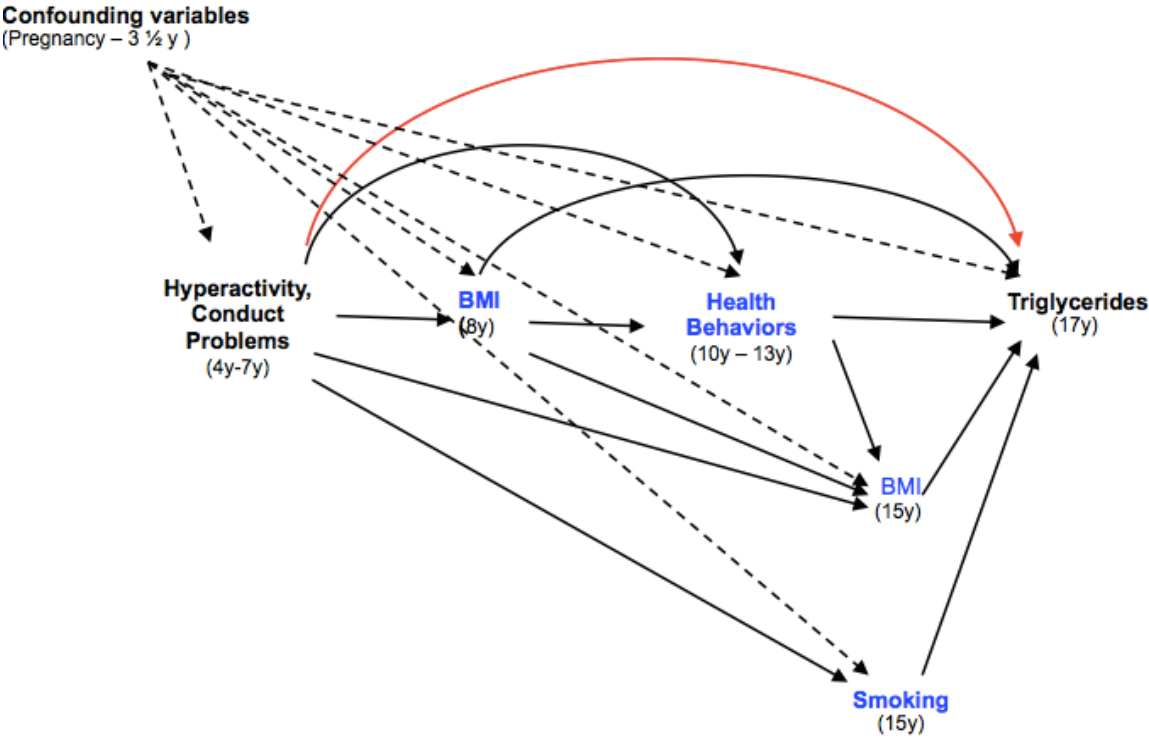 Confounding variables
(Pregnancy – 3 ½ y )
Hyperactivity,
Conduct
Problems
(4y-7y)
BMI
(8y)
Health
Behaviors
(10y – 13y)
Triglycerides
(17y)
BMI
(15y)
Smoking
(15y)